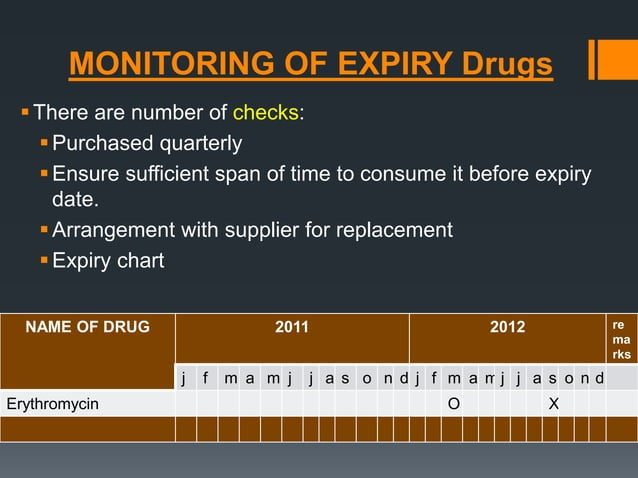 MONITORING OF EXPIRY Drugs
▪There are number of checks:
▪Purchased quarterly
▪Ensure sufficient span of time to consume it before expiry
date.
▪Arrangement with supplier for replacement
▪Expiry chart
NAME OF DRUG 2011 2012 re
ma
rks
j f m a m j j a s o n d j f m a m j j a s o n d
Erythromycin O X